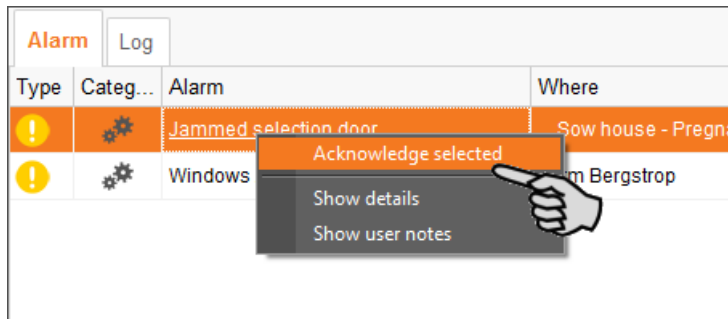 Alarm Log
Type Categ... Alarm Where
Jammed selection door Sow house - Pregn
Acknowledge selected
Windows Bergstrop
Show details
Show user notes